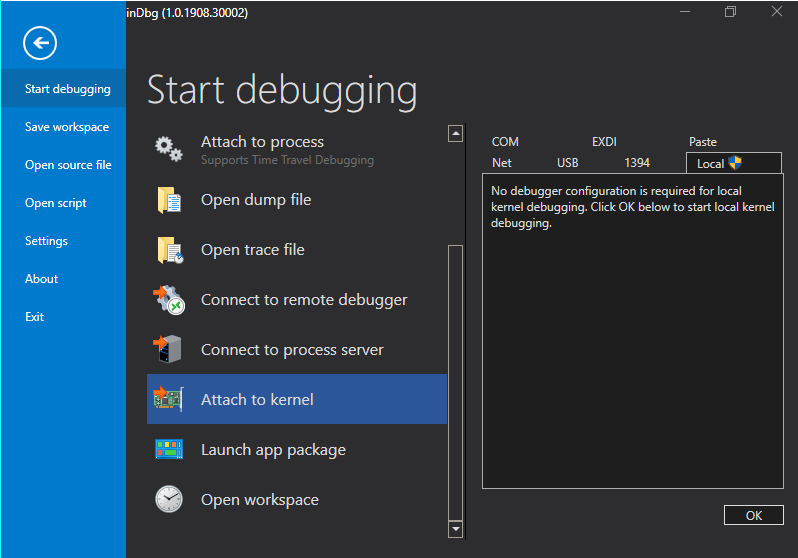 inDbg (1.0.1908.30002)
Start debugging
Save workspace
Open source file
Open script
Settings
About
Exit
Start debugging
Attach to process
Supports Time Travel Debugging
Open dump file
Open trace file
Connect to remote debugger
Connect to process server
Attach to kernel
Launch app package
Open workspace
COM EXDI Paste
Net USB 1394 Local
No debugger configuration is required for local
kernel debugging. Click OK below to start local kernel
debugging.
OK